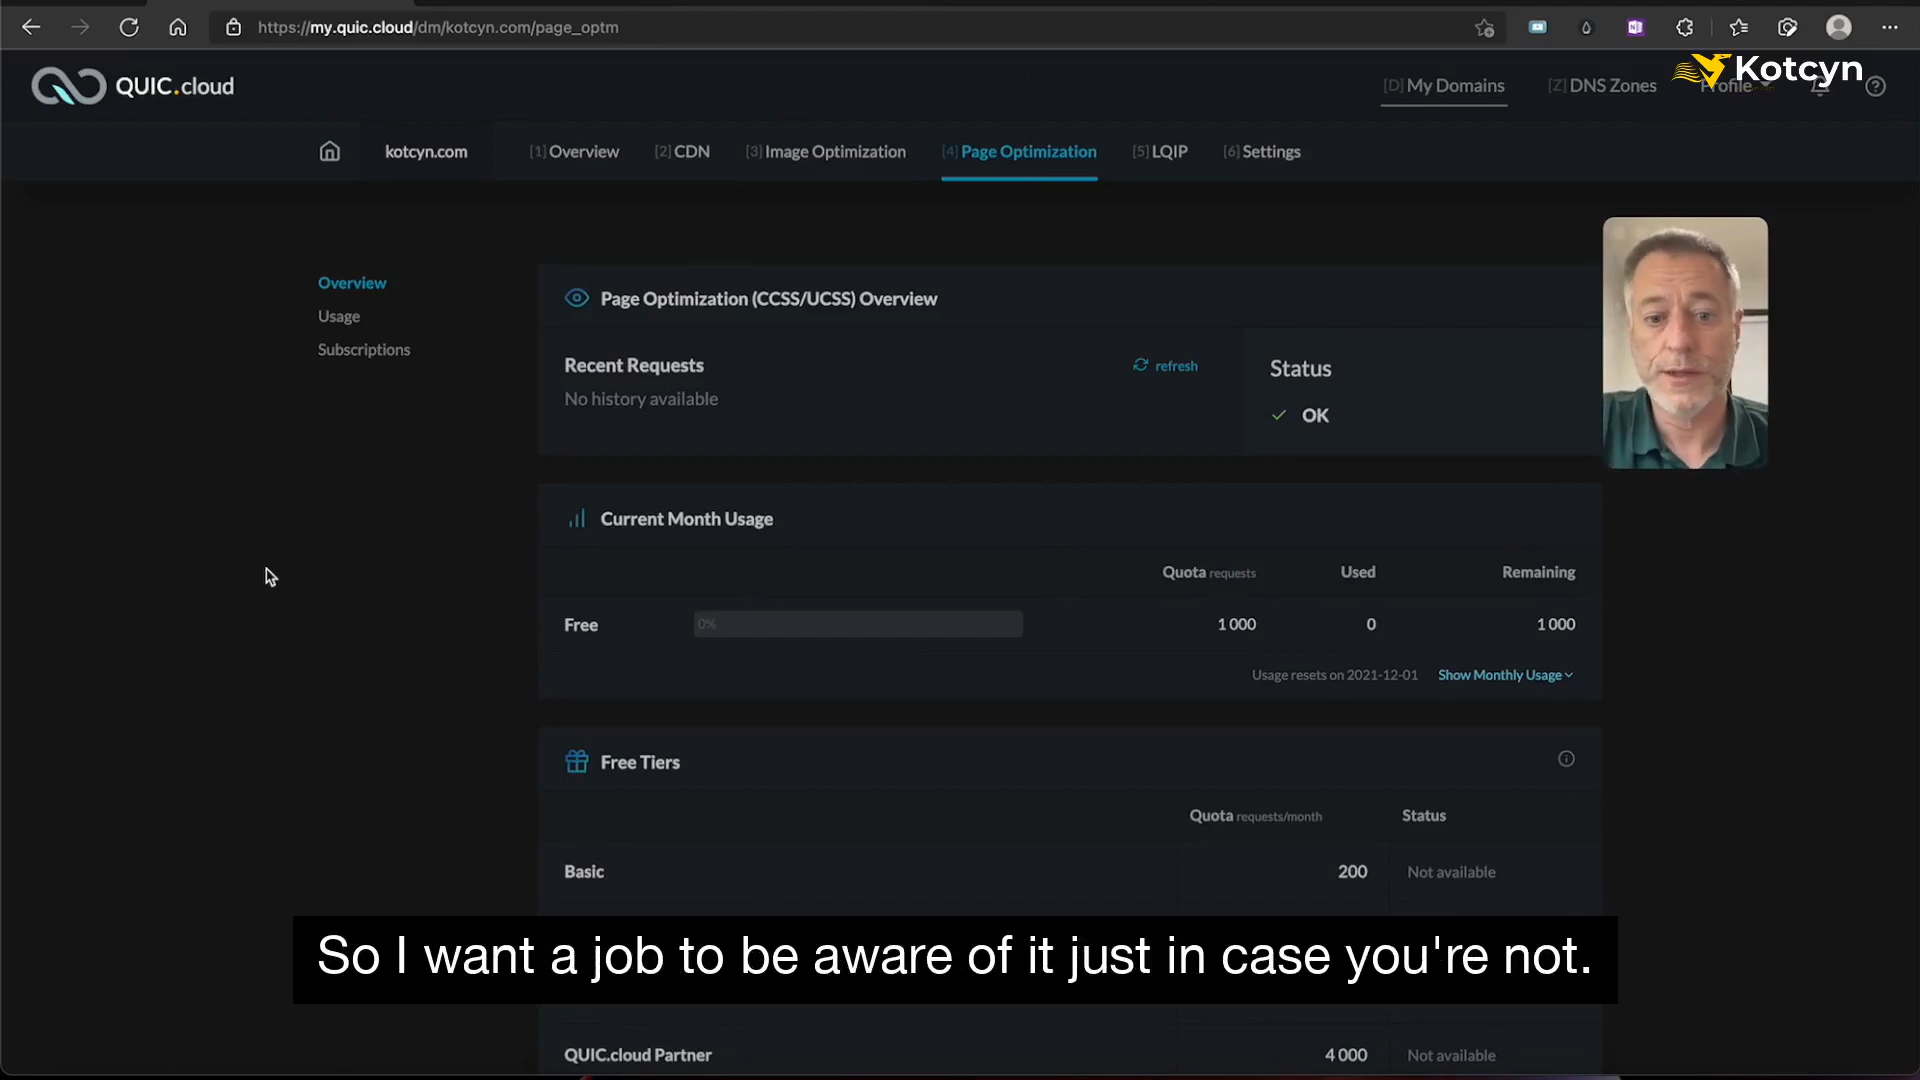 https://my.quic.cloud/dm/kotcyn.com/page_optm
QUIC.cloud
[D] My Domains
[Z] DNS Zones
Profile
Kotcyn
kotcyn.com
[1] Overview
[2] CDN
[3] Image Optimization
[4] Page Optimization
[5] LQIP
[6] Settings
Overview
Usage
Subscriptions
Page Optimization (CCSS/UCSS) Overview
Recent Requests
refresh
No history available
Status
OK
Current Month Usage
Quota requests Used Remaining
Free 0% 1 000 0 1 000
Usage resets on 2021-12-01 Show Monthly Usage
Free Tiers
Quota requests/month Status
Basic 200 Not available
So I want a job to be aware of it just in case you're not.
QUIC.cloud Partner 4 000 Not available